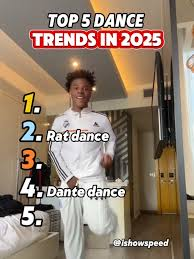 TOP 5 DANCE
TRENDS IN 2025
1.
2. Rat dance
3.
4. Dante dance
5.
@ishowspeed